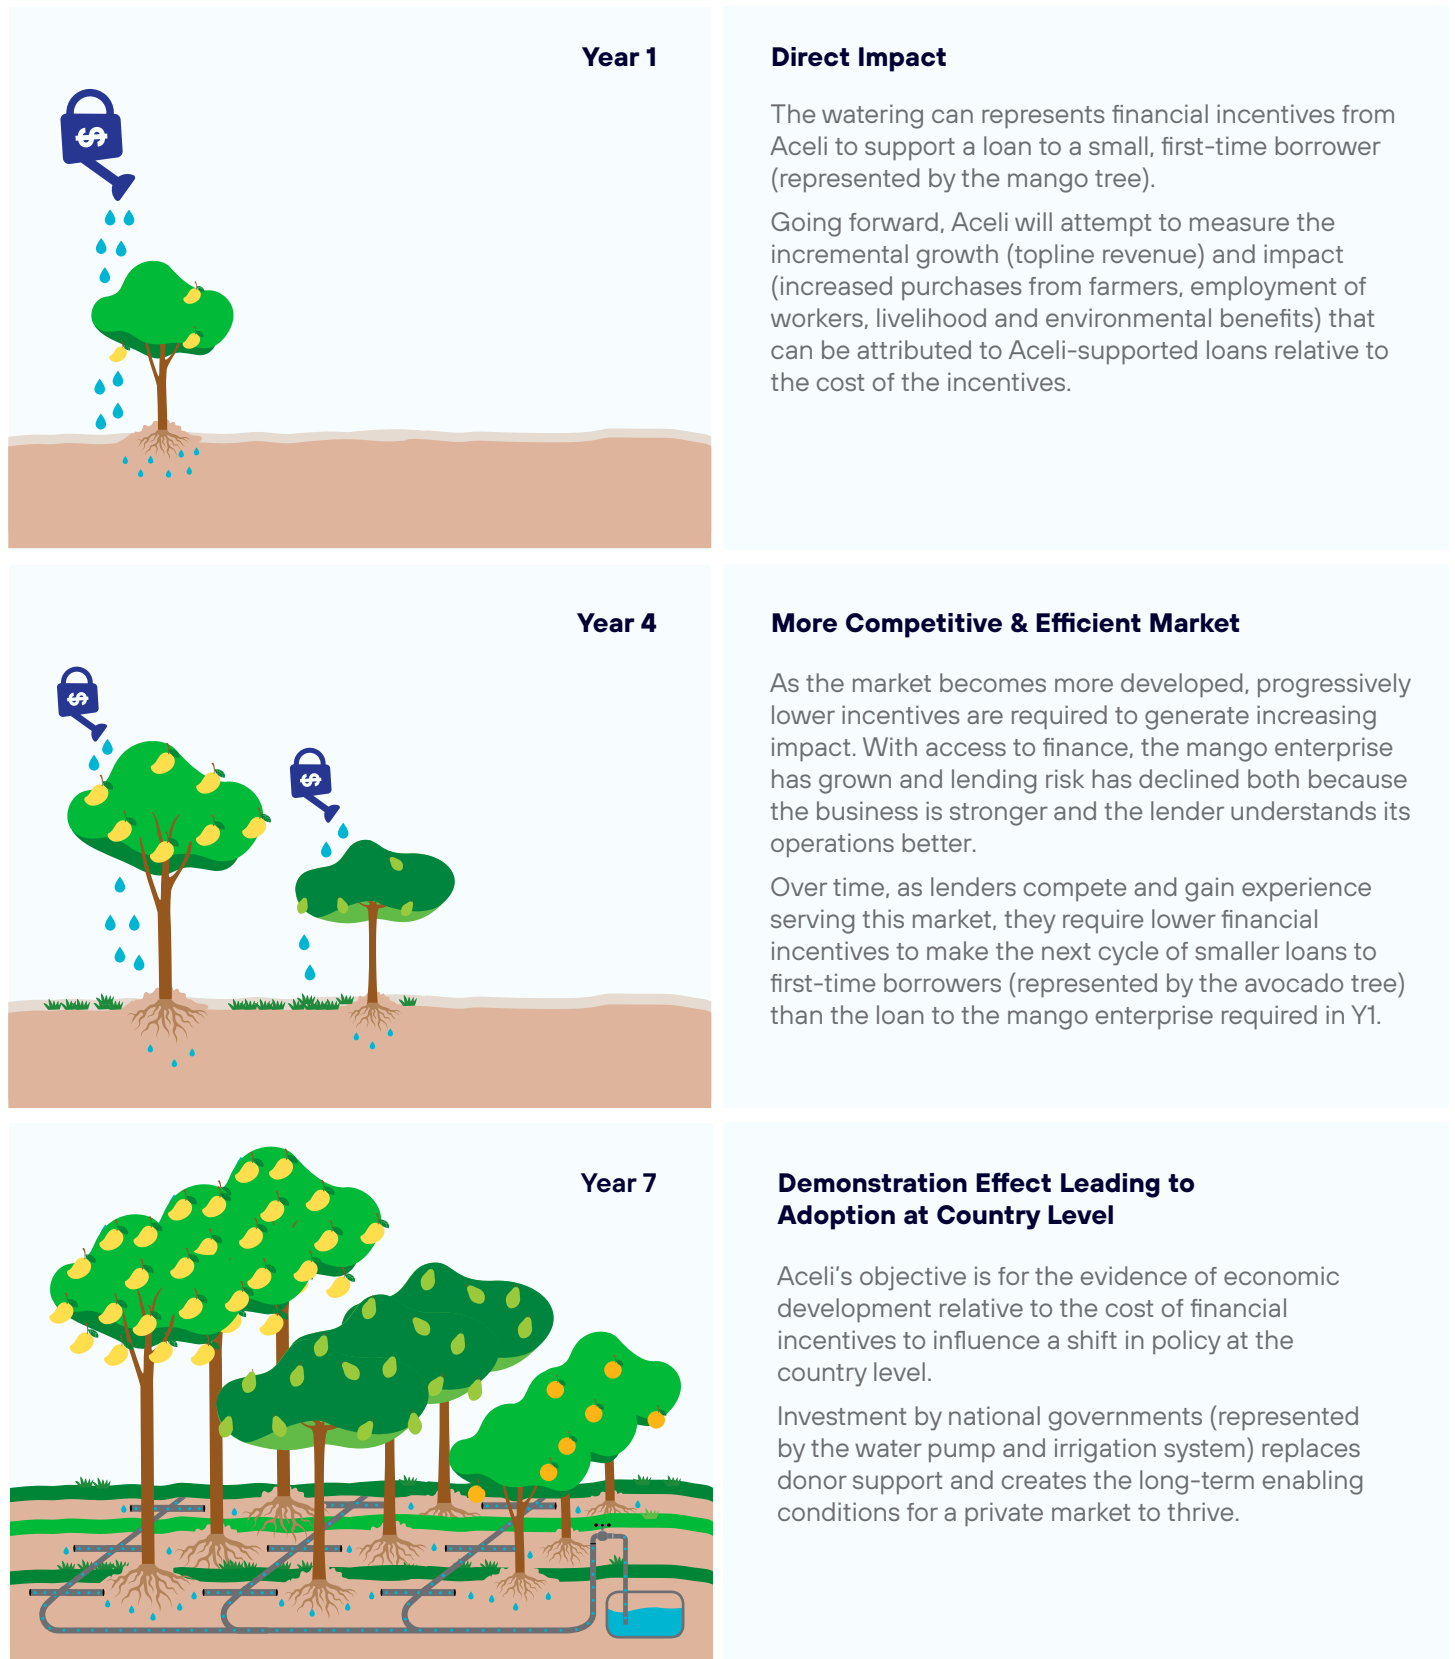 Year 1
$
Direct Impact
The watering can represents financial incentives from
Aceli to support a loan to a small, first-time borrower
(represented by the mango tree).
Going forward, Aceli will attempt to measure the
incremental growth (topline revenue) and impact
(increased purchases from farmers, employment of
workers, livelihood and environmental benefits) that
can be attributed to Aceli-supported loans relative to
the cost of the incentives.
Year 4
$
$
More Competitive & Efficient Market
As the market becomes more developed, progressively
lower incentives are required to generate increasing
impact. With access to finance, the mango enterprise
has grown and lending risk has declined both because
the business is stronger and the lender understands its
operations better.
Over time, as lenders compete and gain experience
serving this market, they require lower financial
incentives to make the next cycle of smaller loans to
first-time borrowers (represented by the avocado tree)
than the loan to the mango enterprise required in Y1.
Year 7
Demonstration Effect Leading to
Adoption at Country Level
Aceli’s objective is for the evidence of economic
development relative to the cost of financial
incentives to influence a shift in policy at the
country level.
Investment by national governments (represented
by the water pump and irrigation system) replaces
donor support and creates the long-term enabling
conditions for a private market to thrive.